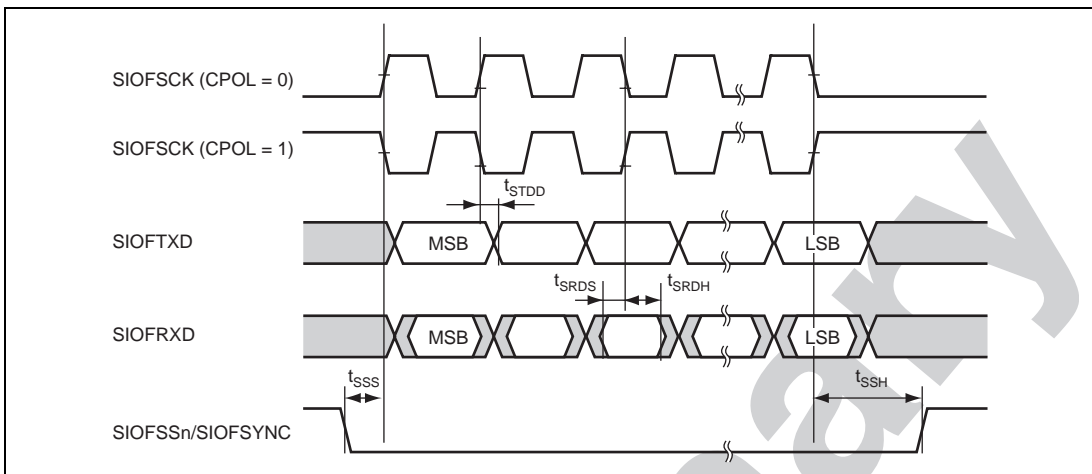 SIOFSCK (CPOL = 0)
SIOFSCK (CPOL = 1)
tSTDD
SIOFTXD
MSB
LSB
tSRDS
tSRDH
SIOFRXD
MSB
LSB
tSSS
tSSH
SIOFSSn/SIOFSYNC